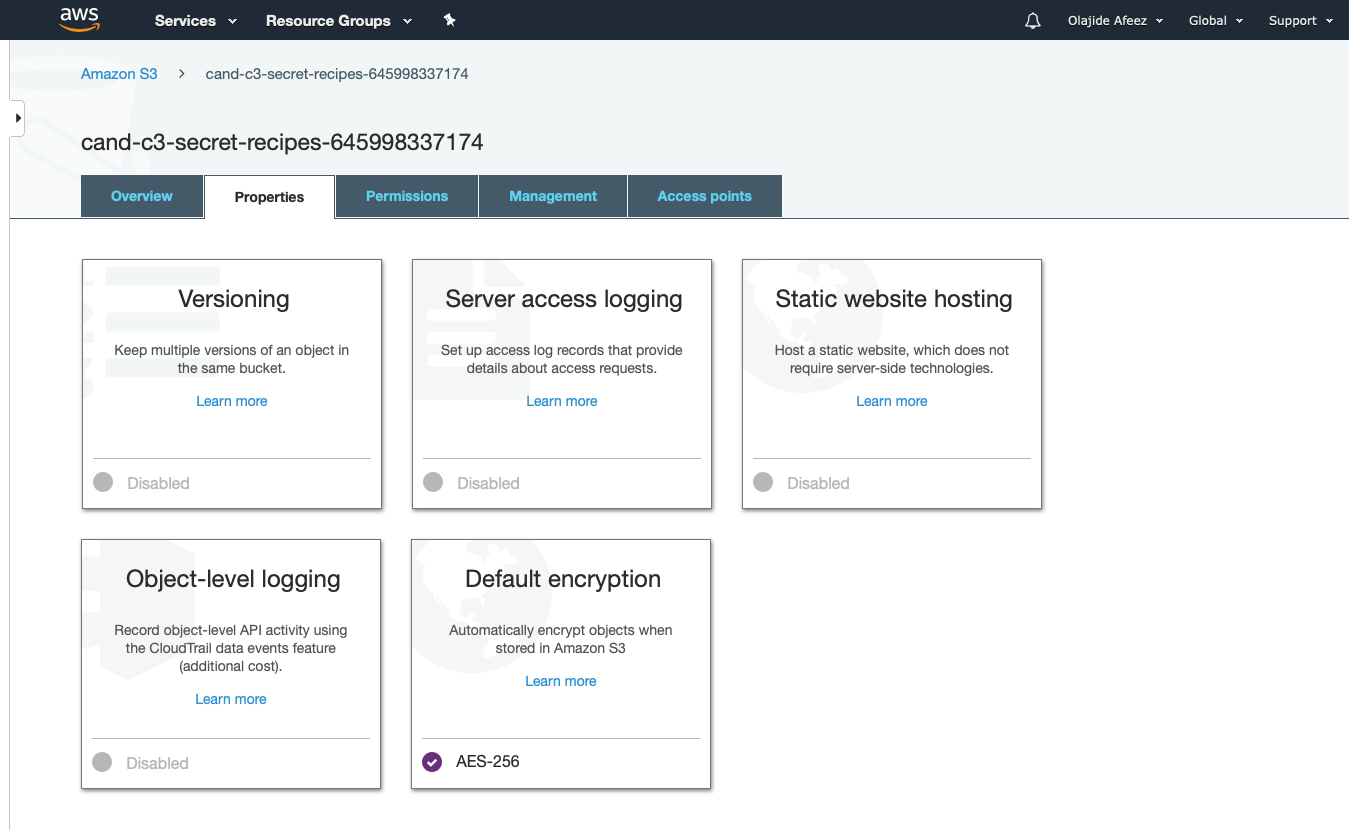 aws Services Resource Groups Olajide Afeez Global Support
Amazon S3 cand-c3-secret-recipes-645998337174
cand-c3-secret-recipes-645998337174
Overview Properties Permissions Management Access points
Versioning
Keep multiple versions of an object in
the same bucket.
Learn more
Disabled
Server access logging
Set up access log records that provide
details about access requests.
Learn more
Disabled
Static website hosting
Host a static website, which does not
require server-side technologies.
Learn more
Disabled
Object-level logging
Record object-level API activity using
the CloudTrail data events feature
(additional cost).
Learn more
Disabled
Default encryption
Automatically encrypt objects when
stored in Amazon S3
Learn more
AES-256